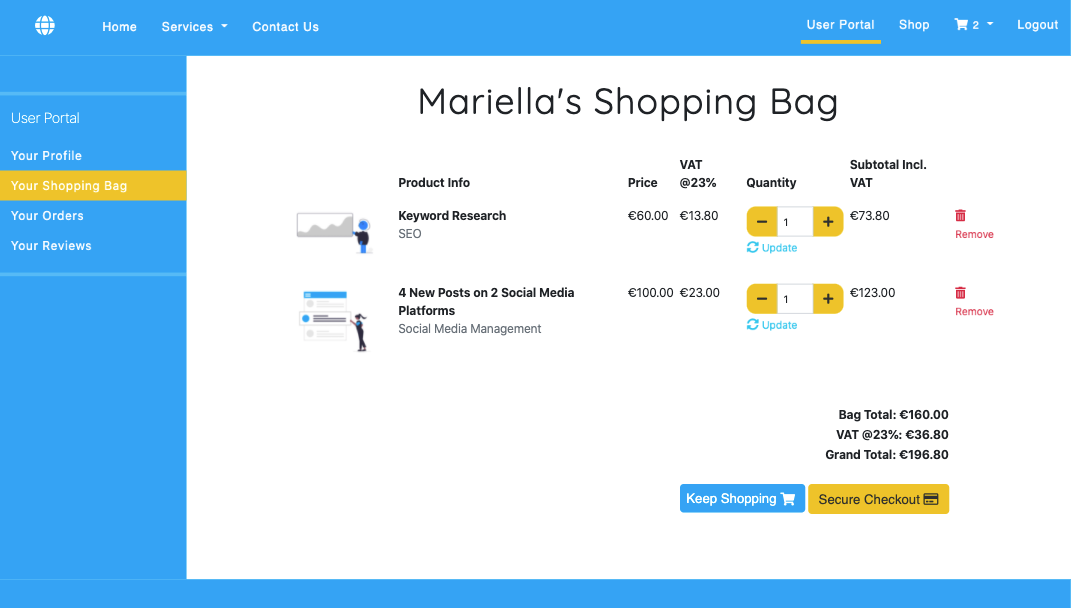 Home Services Contact Us User Portal Shop 2 Logout
User Portal
Your Profile
Your Shopping Bag
Your Orders
Your Reviews
Mariella's Shopping Bag
Product Info Price VAT @23% Quantity Subtotal Incl. VAT
Keyword Research €60.00 €13.80 1 €73.80
SEO Update Remove
4 New Posts on 2 Social Media €100.00 €23.00 1 €123.00
Platforms Remove
Social Media Management Update
Bag Total: €160.00
VAT @23%: €36.80
Grand Total: €196.80
Keep Shopping Secure Checkout